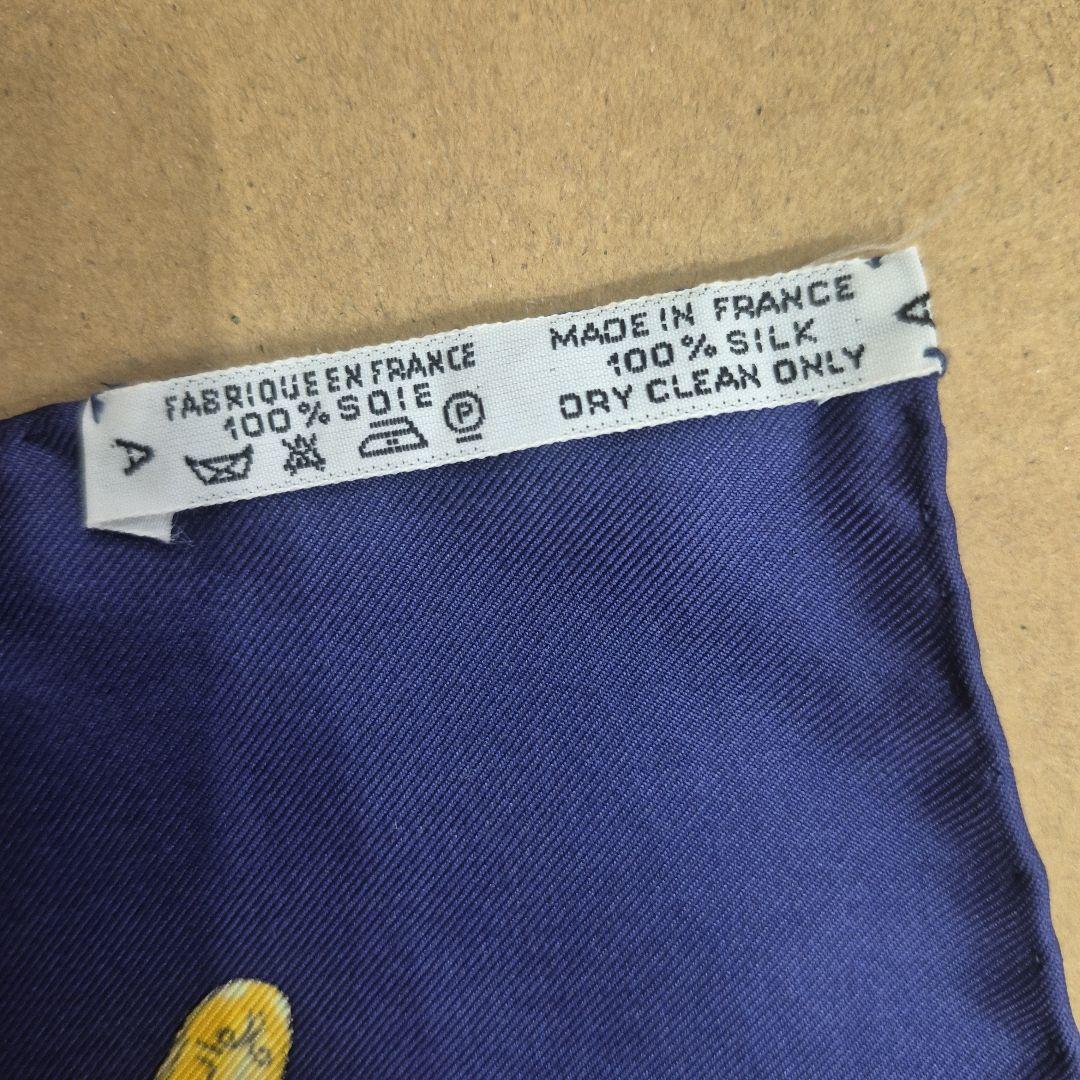 FABRIQUE EN FRANCE
100% SOIE
P
A
MADE IN FRANCE
100% SILK
DRY CLEAN ONLY
A